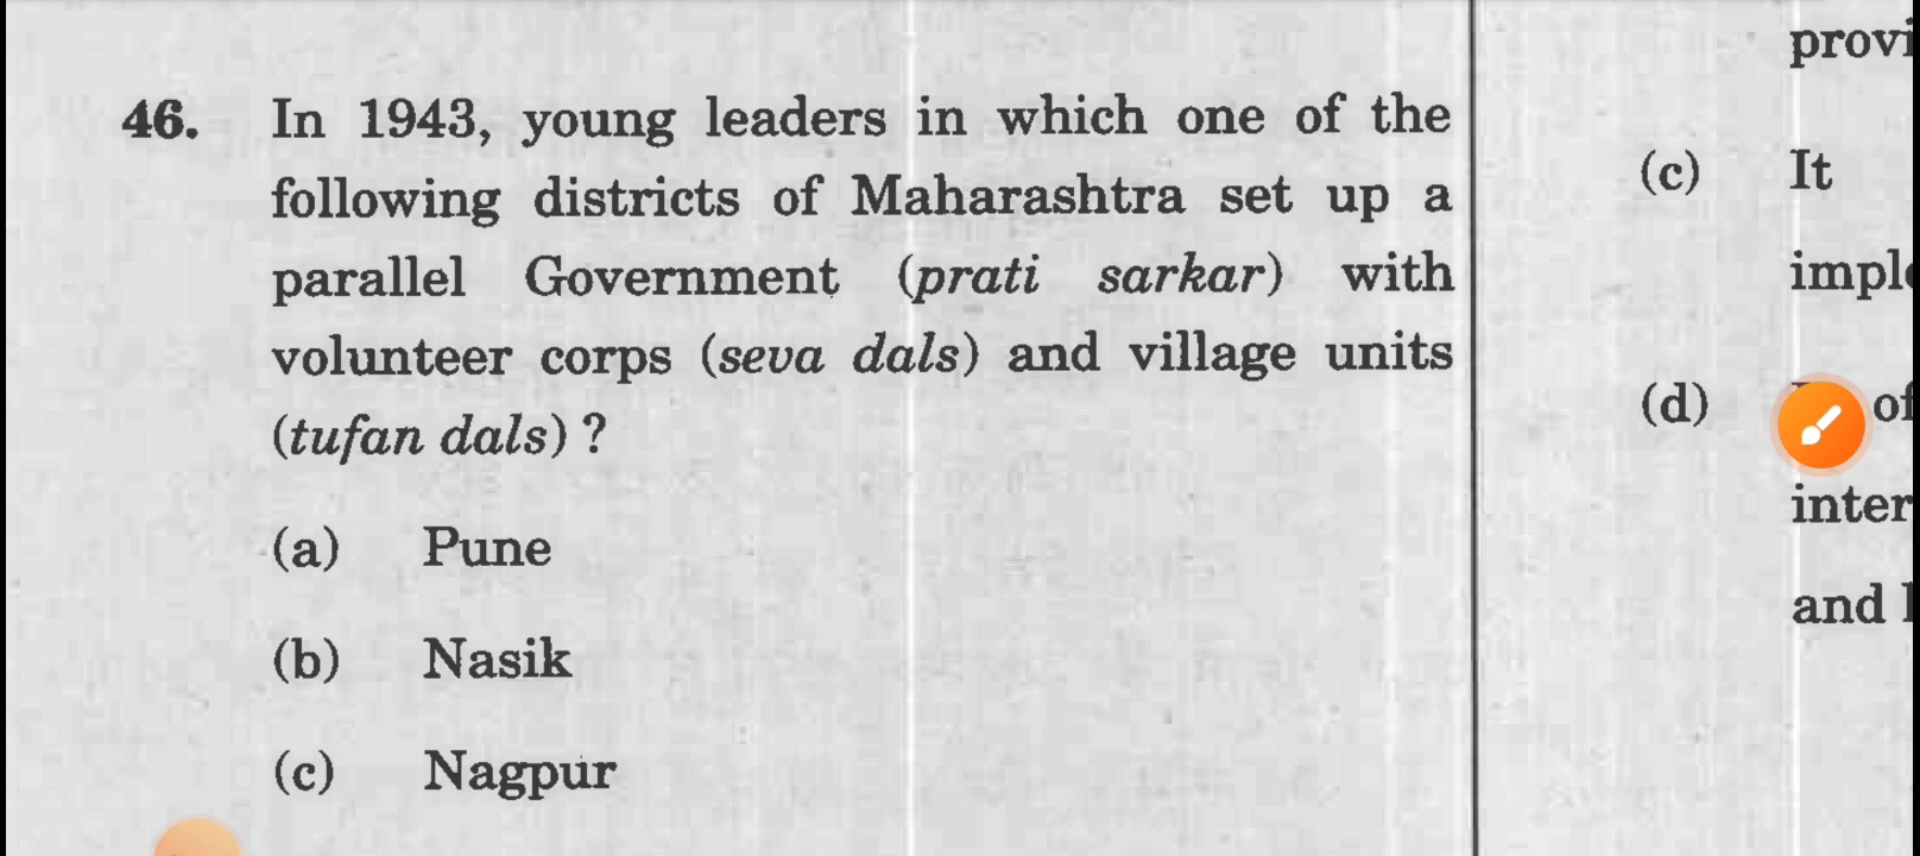 46. In 1943, young leaders in which one of the
following districts of Maharashtra set up a
parallel Government (prati sarkar) with
volunteer corps (seva dals) and village units
(tufan dals) ?
(a) Pune
(b) Nasik
(c) Nagpur
(c) It
(d)
and